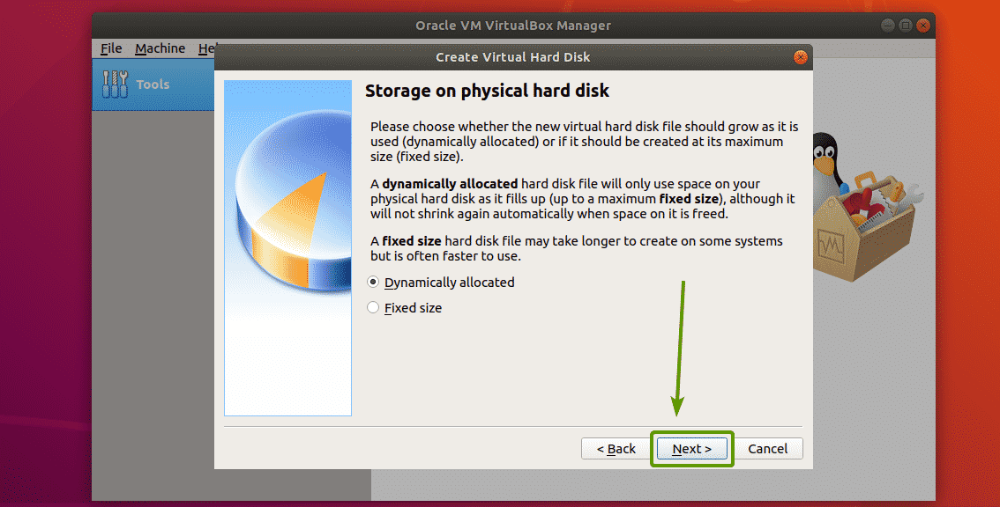 Oracle VM VirtualBox Manager
File Machine Hel
Create Virtual Hard Disk
Tools
Storage on physical hard disk
Please choose whether the new virtual hard disk file should grow as it is
used (dynamically allocated) or if it should be created at its maximum
size (fixed size).
A dynamically allocated hard disk file will only use space on your
physical hard disk as it fills up (up to a maximum fixed size), although it
will not shrink again automatically when space on it is freed.
A fixed size hard disk file may take longer to create on some systems
but is often faster to use.
Dynamically allocated
Fixed size
< Back Next > Cancel